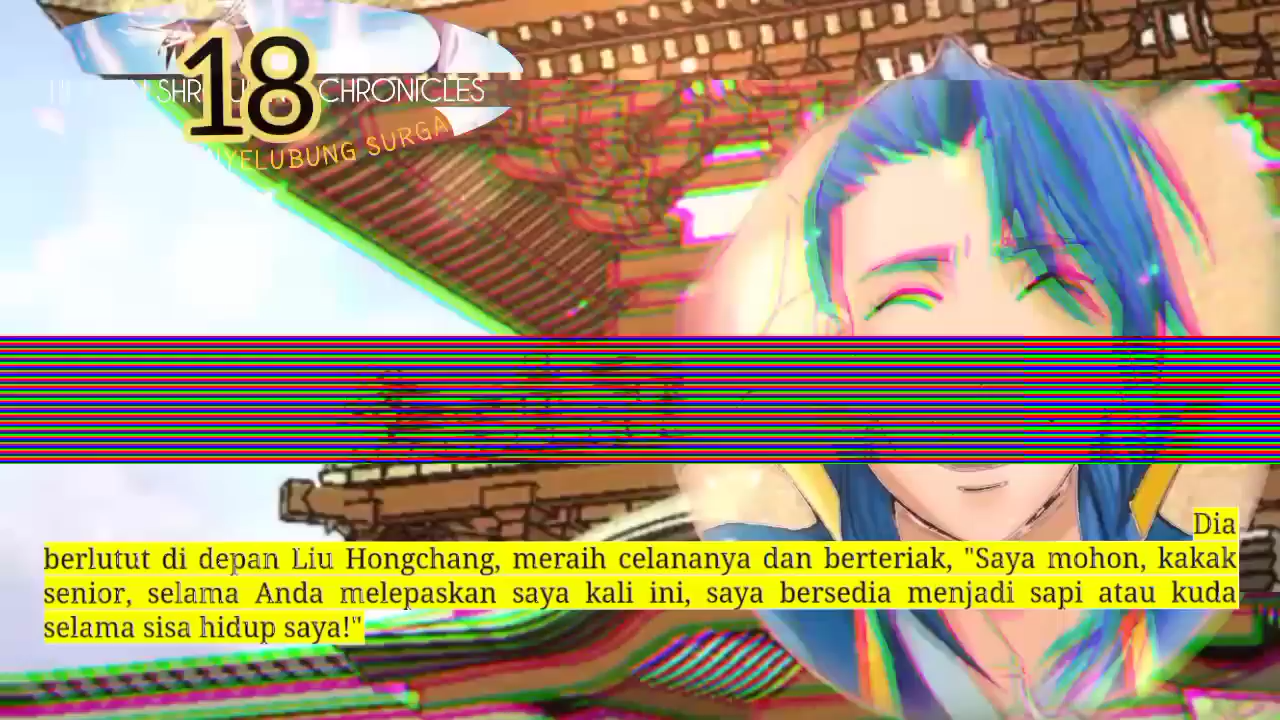 18
CHRONICLES
SURGA
Dia
berlutut di depan Liu Hongchang, meraih celananya dan berteriak, "Saya mohon, kakak
senior, selama Anda melepaskan saya kali ini, saya bersedia menjadi sapi atau kuda
selama sisa hidup saya!"